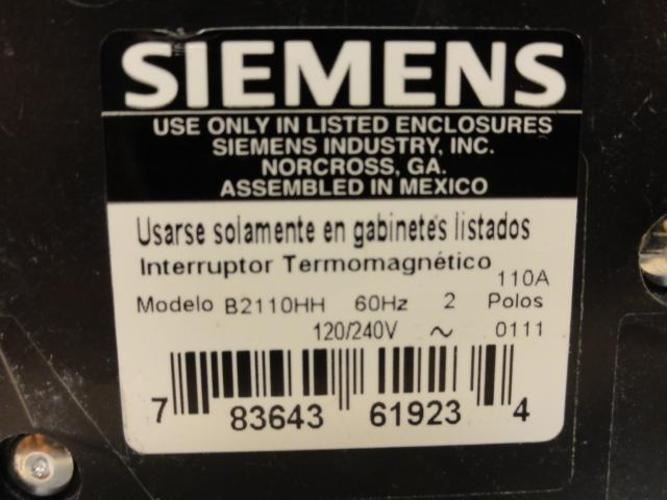 SIEMENS
USE ONLY IN LISTED ENCLOSURES
SIEMENS INDUSTRY, INC.
NORCROSS, GA.
ASSEMBLED IN MEXICO
Usarse solamente en gabinetes listados
Interruptor Termomagnético 110A
Modelo B2110HH 60Hz 2 Polos
120/240V ~ 0111
7 83643 61923 4